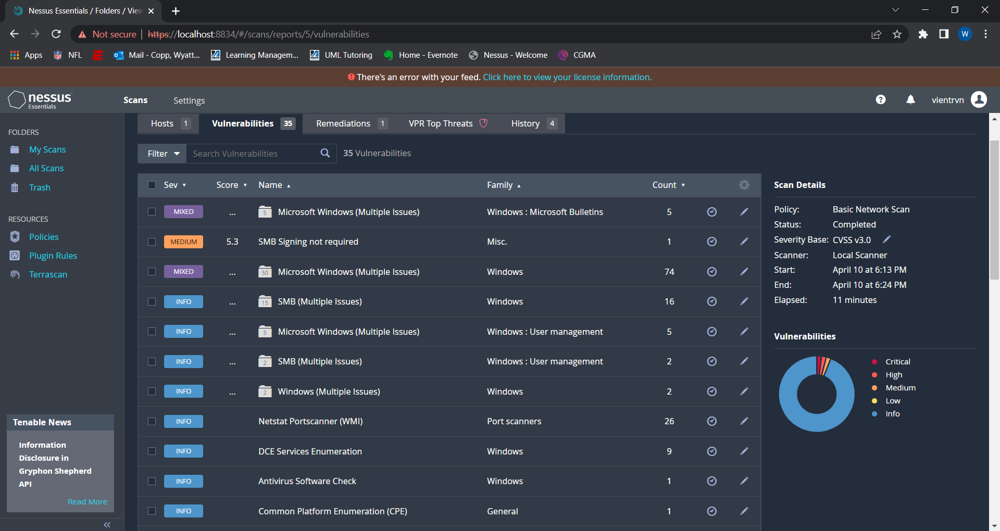 Nessus Essentials / Folders / View
Not secure | https://localhost:8834/#/scans/reports/5/vulnerabilities
W
Apps NFL Mail - Copp, Wyatt... Learning Managem... UML Tutoring Home - Evernote Nessus - Welcome CGMA
There's an error with your feed. Click here to view your license information.
nessus
Essentials
Scans Settings
vientrvn
FOLDERS
My Scans
All Scans
Trash
RESOURCES
Policies
Plugin Rules
Terrascan
Tenable News
Information
Disclosure in
Gryphon Shepherd
API
Read More
Hosts 1 Vulnerabilities 35 Remediations 1 VPR Top Threats History 4
Filter Search Vulnerabilities 35 Vulnerabilities
Sev Score Name Family Count
MIXED ... 5 Microsoft Windows (Multiple Issues) Windows : Microsoft Bulletins 5
MEDIUM 5.3 SMB Signing not required Misc. 1
MIXED ... 50 Microsoft Windows (Multiple Issues) Windows 74
INFO ... 15 SMB (Multiple Issues) Windows 16
INFO ... 5 Microsoft Windows (Multiple Issues) Windows : User management 5
INFO ... 2 SMB (Multiple Issues) Windows : User management 2
INFO ... 2 Windows (Multiple Issues) Windows 2
INFO Netstat Portscanner (WMI) Port scanners 26
INFO DCE Services Enumeration Windows 9
INFO Antivirus Software Check Windows 1
INFO Common Platform Enumeration (CPE) General 1
Scan Details
Policy: Basic Network Scan
Status: Completed
Severity Base: CVSS v3.0
Scanner: Local Scanner
Start: April 10 at 6:13 PM
End: April 10 at 6:24 PM
Elapsed: 11 minutes
Vulnerabilities
Critical
High
Medium
Low
Info